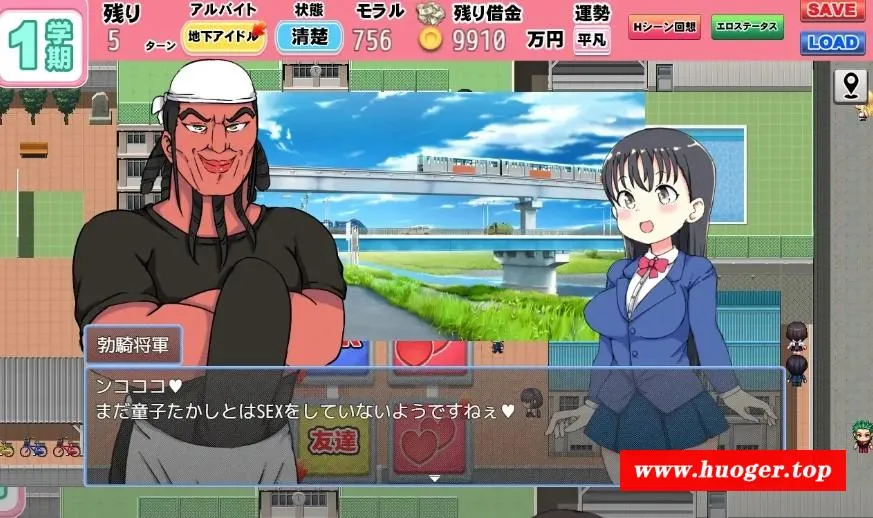 1学期
残り
5 ターン
アルバイト
地下アイドル
状態
清楚
モラル
756
残り借金
9910 万円
運勢
平凡
Hシーン回想
エロステータス
SAVE
LOAD
勃騎将軍
ンコココ♥
まだ童子たかしとはSEXをしていないようですねぇ♥
友達
www.huoger.top